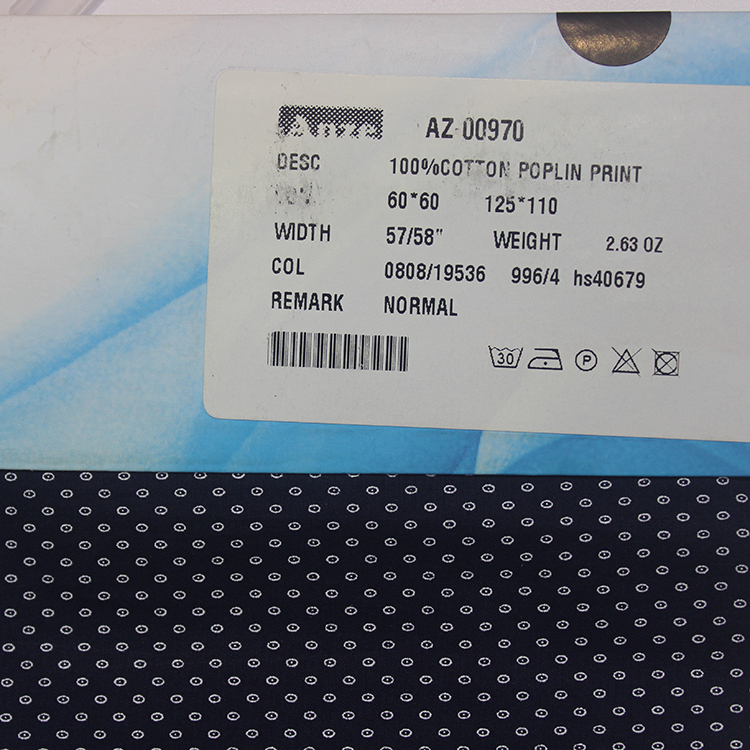 Anze AZ-00970
DESC 100%COTTON POPLIN PRINT
60*60 125*110
WIDTH 57/58" WEIGHT 2.63 OZ
COL 0808/19536 996/4 hs40679
REMARK NORMAL
30 P